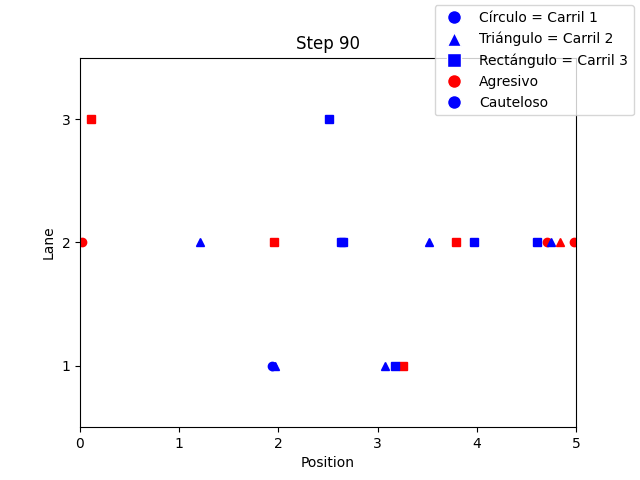 Step 90
Círculo = Carril 1
Triángulo = Carril 2
Rectángulo = Carril 3
Agresivo
Cauteloso
Lane
3
2
1
0 1 2 3 4 5
Position